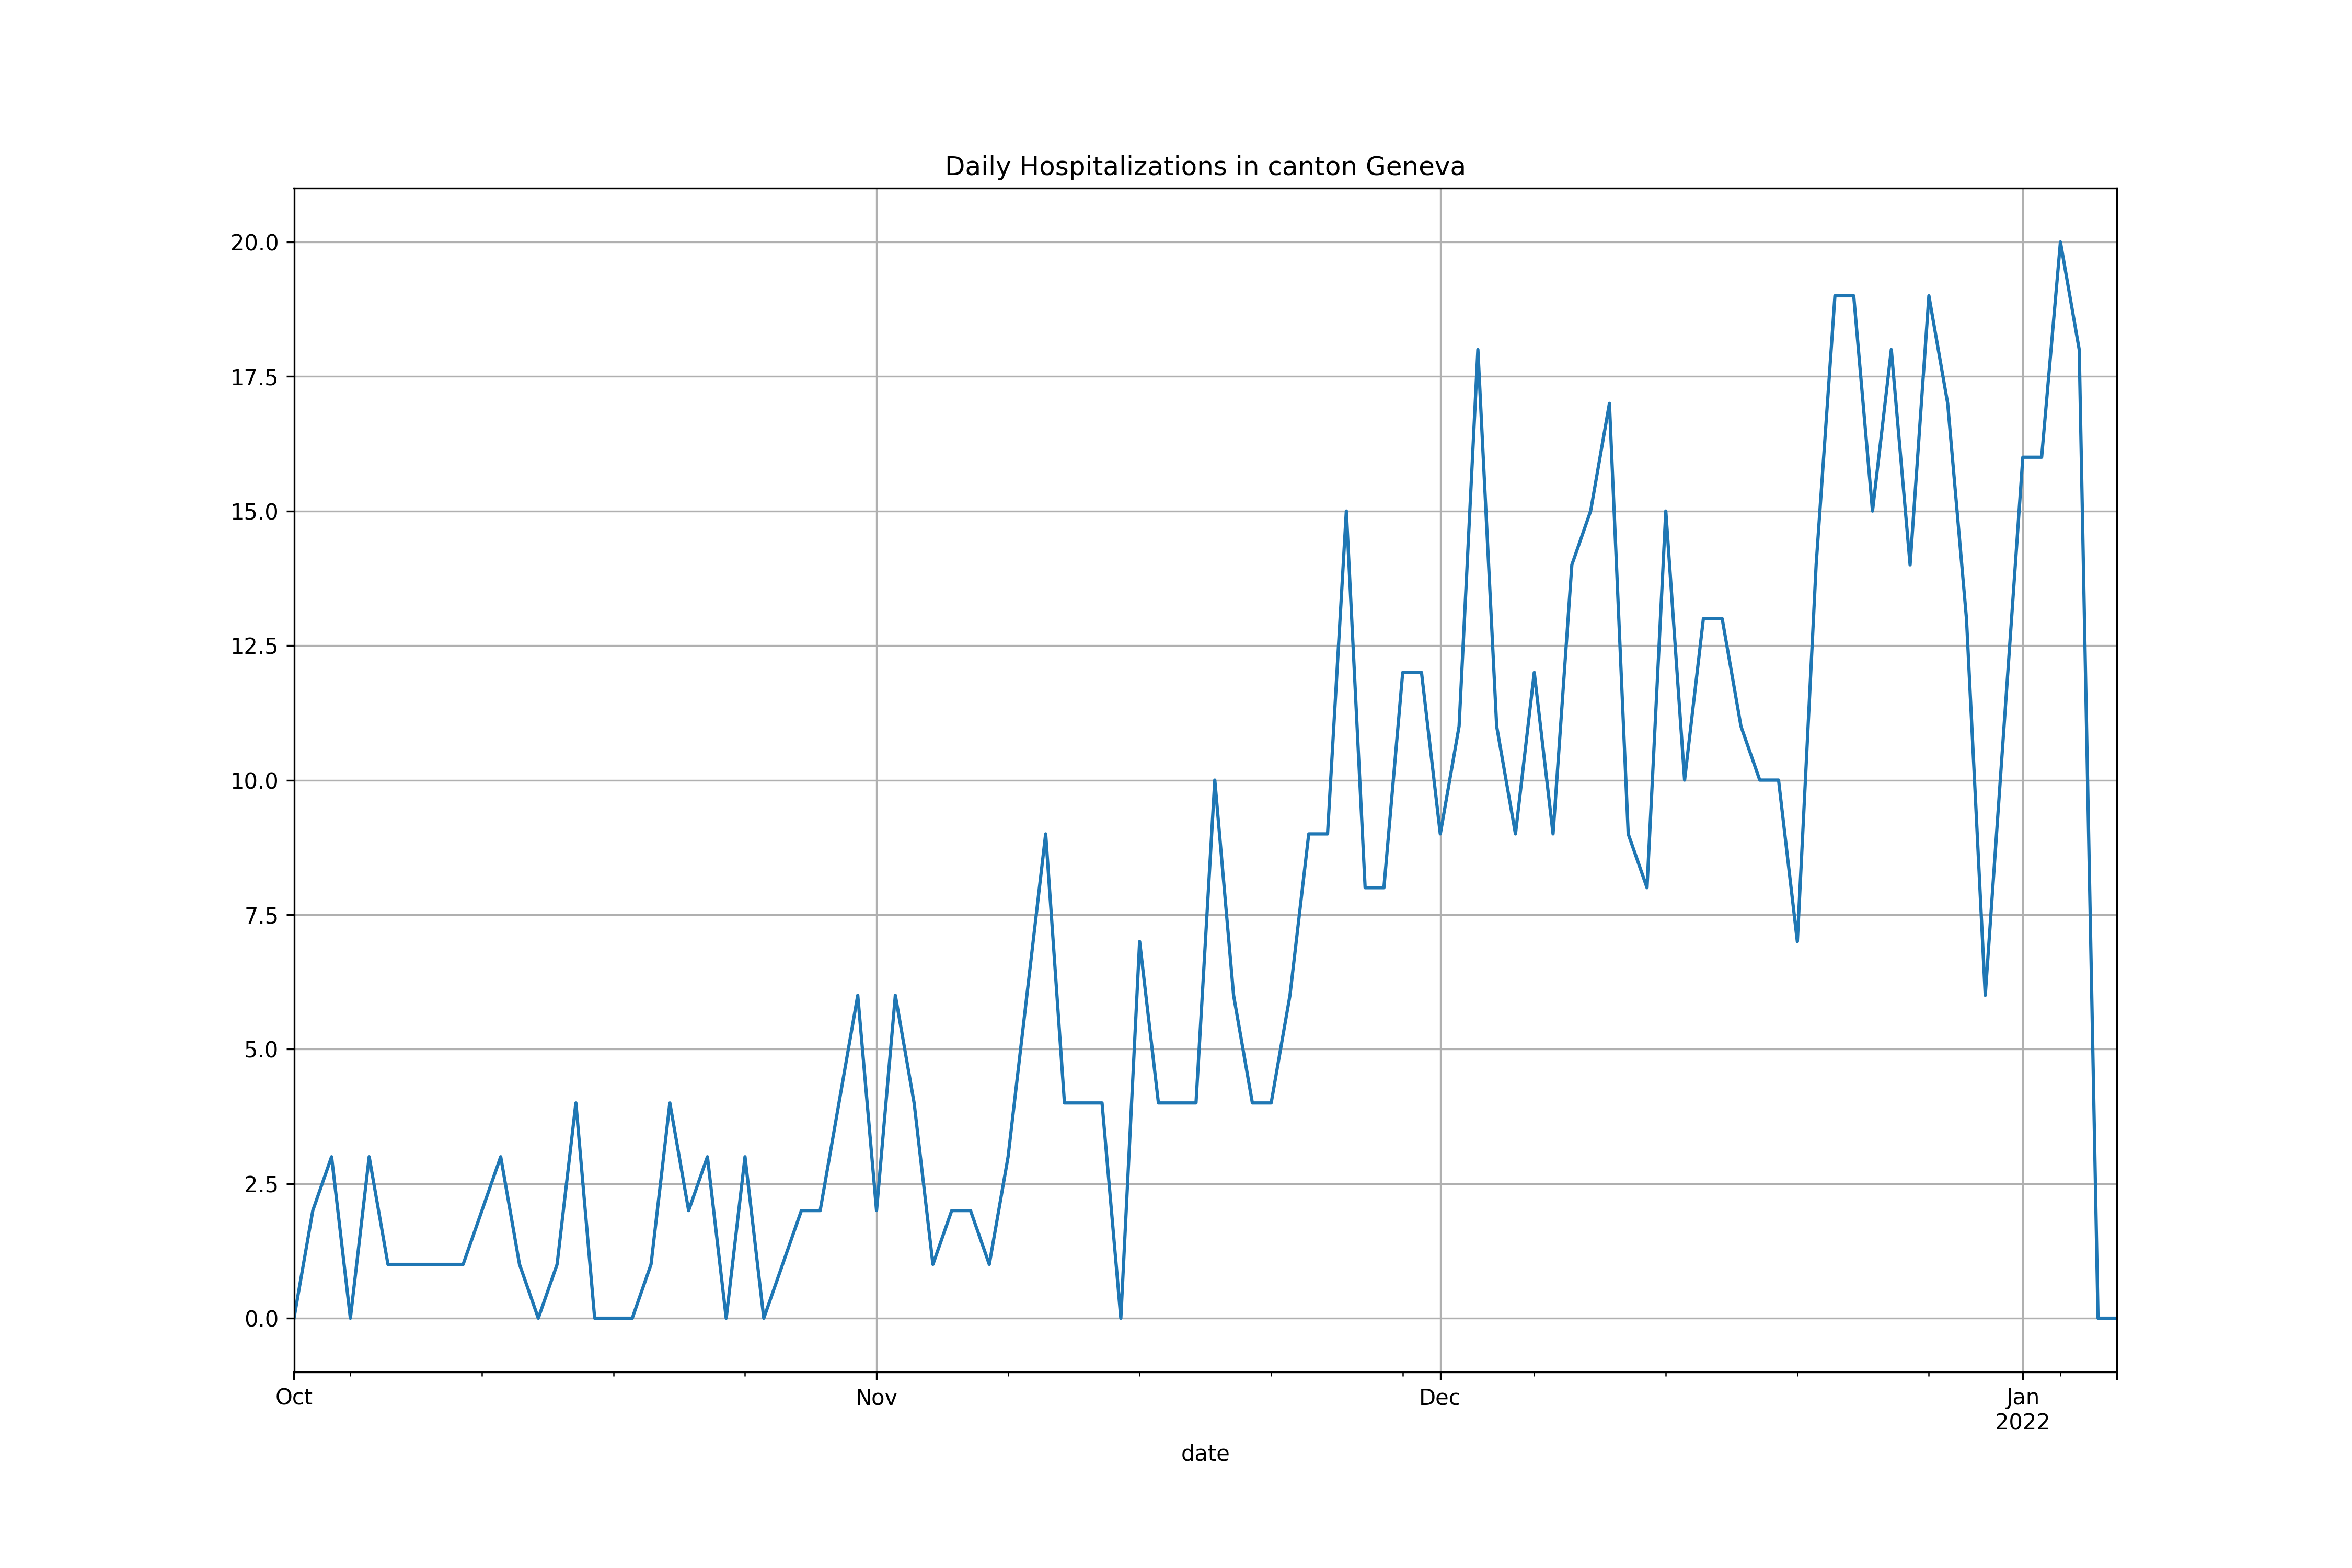 Daily Hospitalizations in canton Geneva
20.0
17.5
15.0
12.5
10.0
7.5
5.0
2.5
0.0
Oct
Nov
Dec
Jan
2022
date